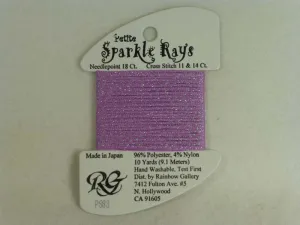 Petite
Sparkle Rays
Needlepoint 18 Ct. Cross Stitch 11 & 14 Ct.
Made in Japan
RG
96% Polyester, 4% Nylon
10 Yards (9.1 Meters)
Hand Washable, Test First
Dist. by Rainbow Gallery
7412 Fulton Ave. #5
N. Hollywood
CA 91605